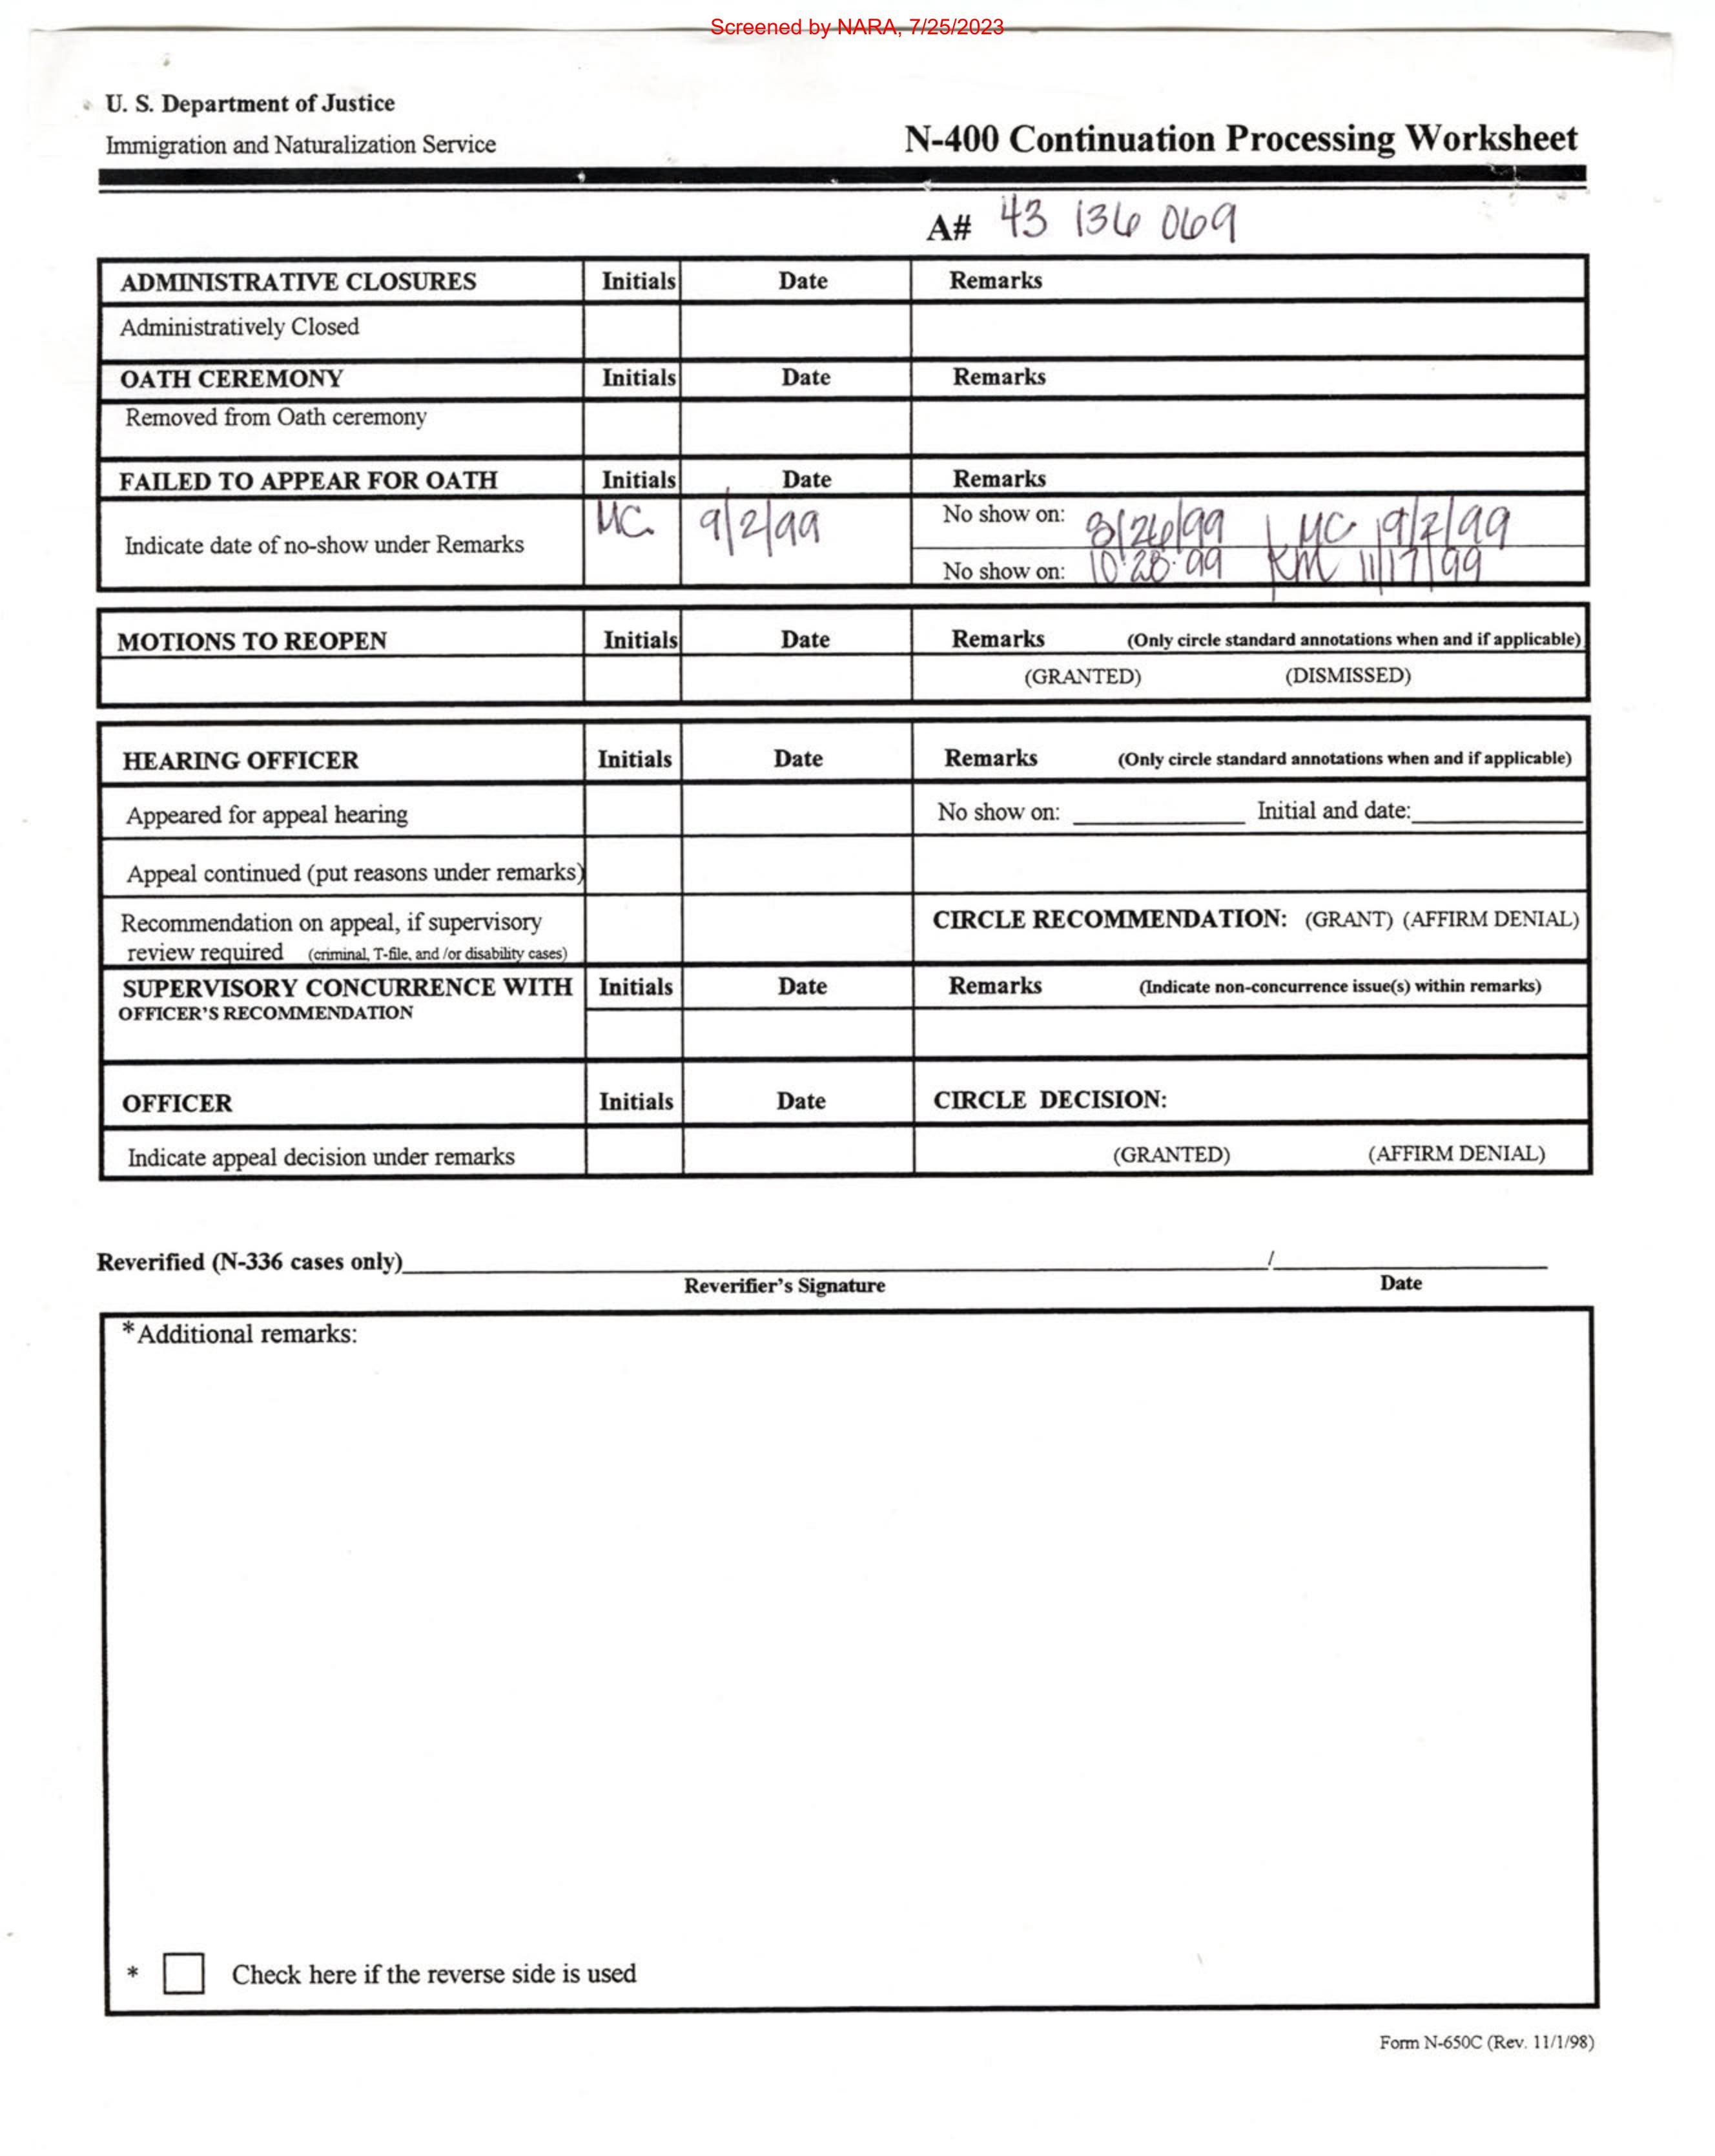 Screened by NARA, 7/25/2023
U. S. Department of Justice
Immigration and Naturalization Service
N-400 Continuation Processing Worksheet
A# 43 136 069
ADMINISTRATIVE CLOSURES Initials Date Remarks
Administratively Closed
OATH CEREMONY Initials Date Remarks
Removed from Oath ceremony
FAILED TO APPEAR FOR OATH Initials Date Remarks
Indicate date of no-show under Remarks MC. 9/2/99 No show on: 8/26/99 MC 9/2/99
No show on: 10·28·99 KM 11/17/99
MOTIONS TO REOPEN Initials Date Remarks (Only circle standard annotations when and if applicable)
(GRANTED) (DISMISSED)
HEARING OFFICER Initials Date Remarks (Only circle standard annotations when and if applicable)
Appeared for appeal hearing No show on: Initial and date:
Appeal continued (put reasons under remarks)
Recommendation on appeal, if supervisory CIRCLE RECOMMENDATION: (GRANT) (AFFIRM DENIAL)
review required (criminal, T-file, and /or disability cases)
SUPERVISORY CONCURRENCE WITH Initials Date Remarks (Indicate non-concurrence issue(s) within remarks)
OFFICER'S RECOMMENDATION
OFFICER Initials Date CIRCLE DECISION:
Indicate appeal decision under remarks (GRANTED) (AFFIRM DENIAL)
Reverified (N-336 cases only) /
Reverifier's Signature Date
*Additional remarks:
* Check here if the reverse side is used
Form N-650C (Rev. 11/1/98)